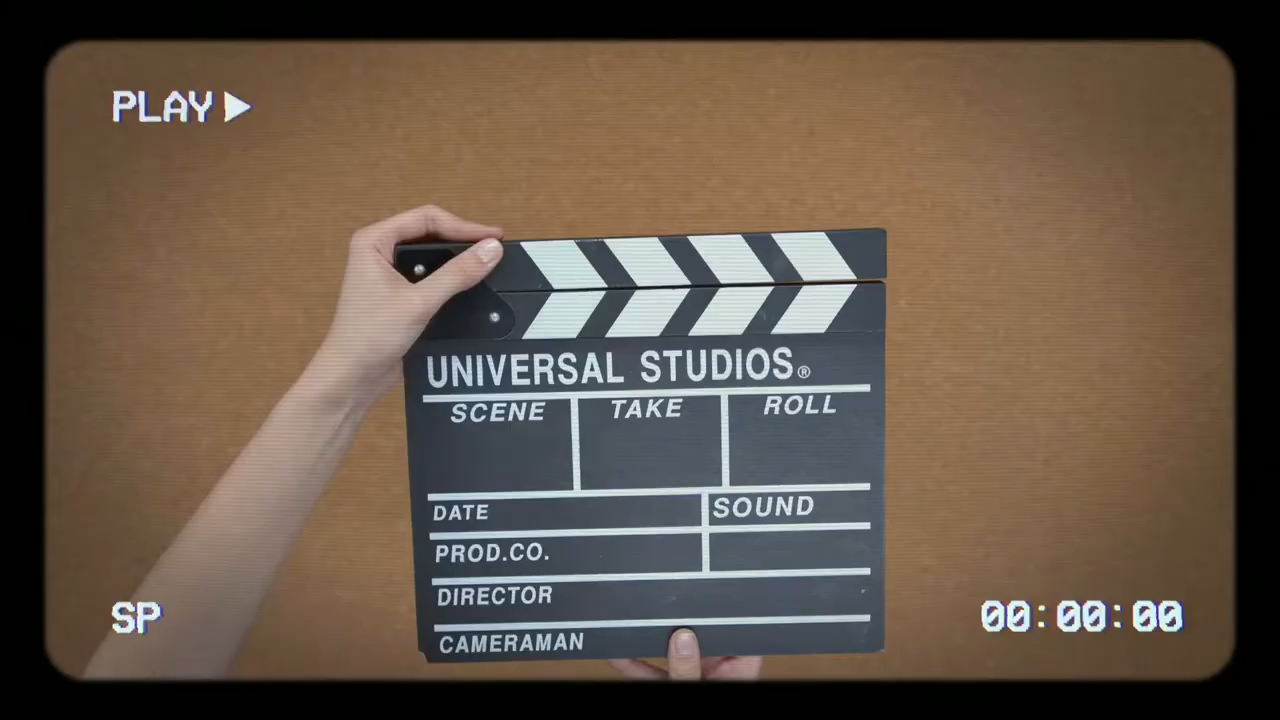 PLAY
UNIVERSAL STUDIOS®
SCENE TAKE ROLL
DATE SOUND
PROD.CO.
DIRECTOR
CAMERAMAN
SP 00:00:00